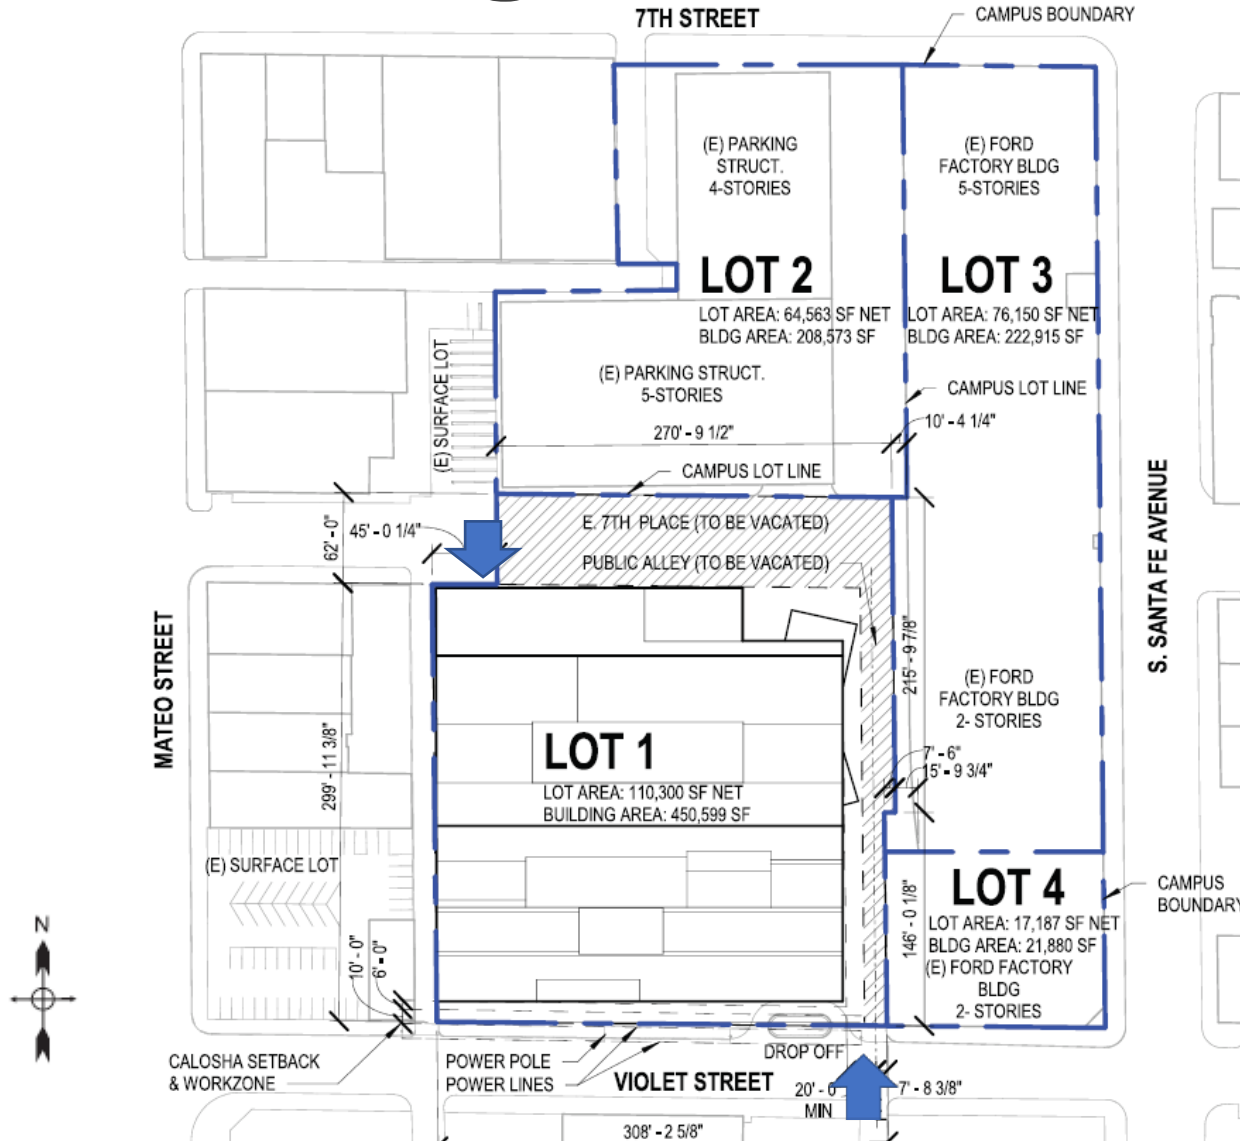 7TH STREET
CAMPUS BOUNDARY
(E) PARKING
STRUCT.
4-STORIES
(E) FORD
FACTORY BLDG
5-STORIES
LOT 2
LOT AREA: 64,563 SF NET
BLDG AREA: 208,573 SF
LOT 3
LOT AREA: 76,150 SF NET
BLDG AREA: 222,915 SF
(E) SURFACE LOT
(E) PARKING STRUCT.
5-STORIES
CAMPUS LOT LINE
10' - 4 1/4"
270' - 9 1/2"
CAMPUS LOT LINE
62' - 0"
45' - 0 1/4"
E. 7TH PLACE (TO BE VACATED)
PUBLIC ALLEY (TO BE VACATED)
S. SANTA FE AVENUE
MATEO STREET
215' - 9 7/8"
(E) FORD
FACTORY BLDG
2- STORIES
299' - 11 3/8"
LOT 1
LOT AREA: 110,300 SF NET
BUILDING AREA: 450,599 SF
7' - 6"
15' - 9 3/4"
(E) SURFACE LOT
LOT 4
LOT AREA: 17,187 SF NET
BLDG AREA: 21,880 SF
(E) FORD FACTORY
BLDG
2- STORIES
CAMPUS
BOUNDARY
146' - 0 1/8"
N
10' - 0"
6' - 0"
CALOSHA SETBACK
& WORKZONE
POWER POLE
POWER LINES
VIOLET STREET
DROP OFF
20' - 0
MIN
7' - 8 3/8"
308' - 2 5/8"